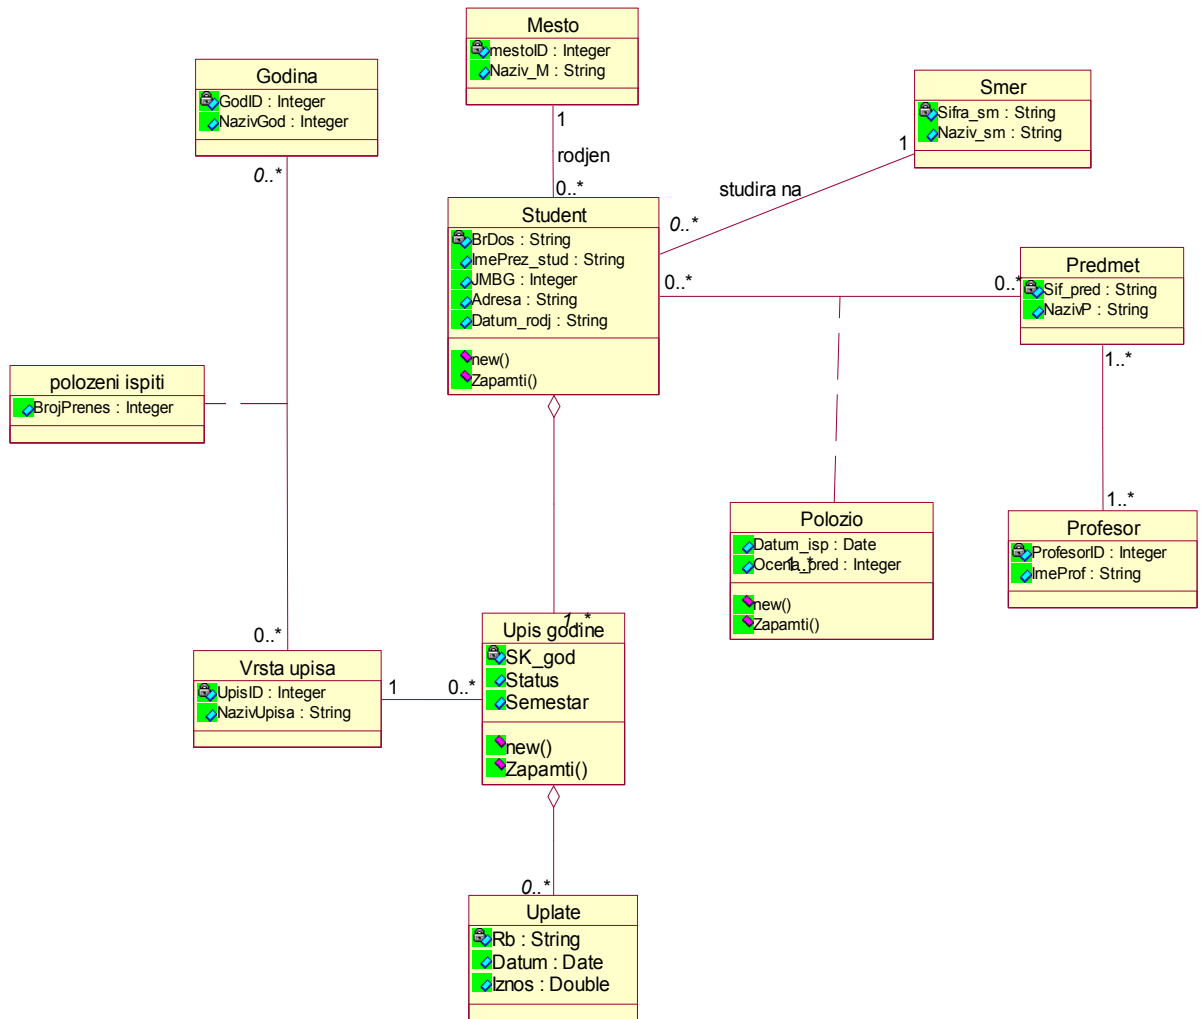 Mesto
mestoID : Integer
Naziv_M : String
1
rodjen
0..*
Godina
GodID : Integer
NazivGod : Integer
0..*
Smer
Sifra_sm : String
Naziv_sm : String
1
studira na
0..*
Student
BrDos : String
ImePrez_stud : String
JMBG : Integer
Adresa : String
Datum_rodj : String
new()
Zapamti()
0..*
0..*
Predmet
Sif_pred : String
NazivP : String
1..*
polozeni ispiti
BrojPrenes : Integer
Polozio
Datum_isp : Date
Ocena_pred : Integer
1..*
new()
Zapamti()
1..*
Profesor
ProfesorID : Integer
ImeProf : String
0..*
Vrsta upisa
UpisID : Integer
NazivUpisa : String
1
0..*
1..*
Upis godine
SK_god
Status
Semestar
new()
Zapamti()
0..*
Uplate
Rb : String
Datum : Date
Iznos : Double